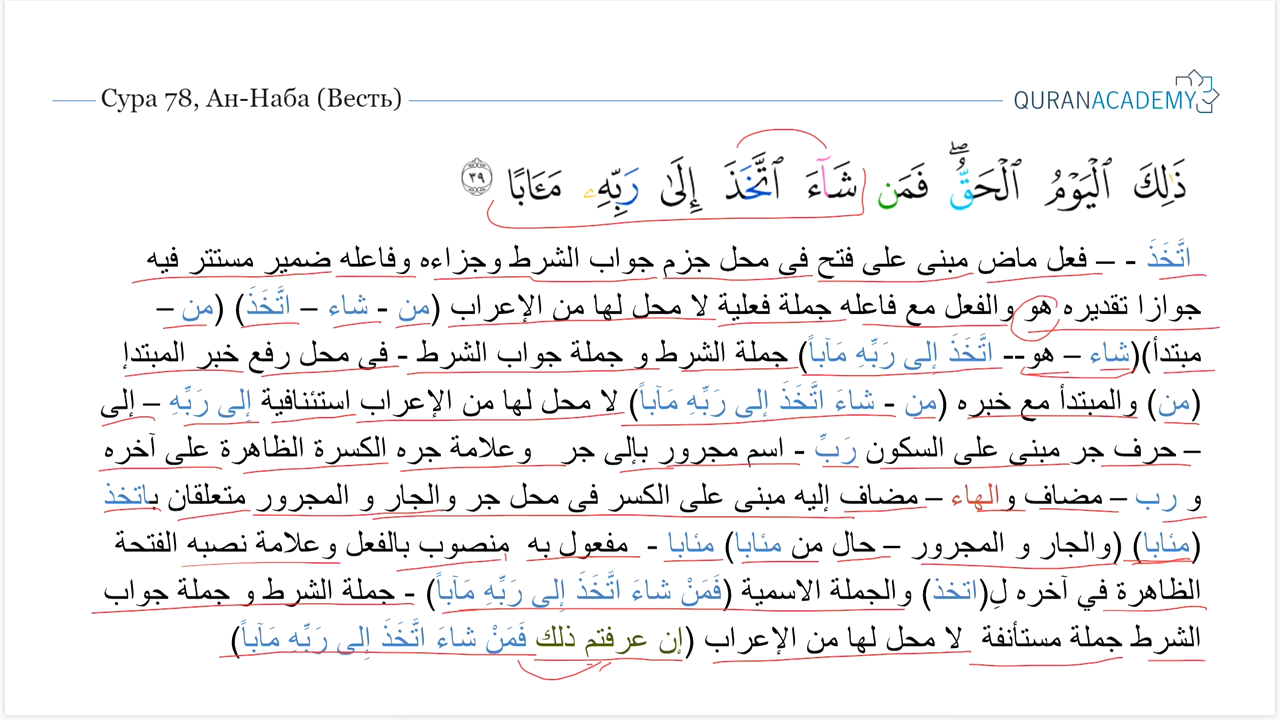 Сура 78, Ан-Наба (Весть)
QURANACADEMY
ذَٰلِكَ ٱلْيَوْمُ ٱلْحَقُّ ۖ فَمَن شَآءَ ٱتَّخَذَ إِلَىٰ رَبِّهِۦ مَـَٔابًا ٣٩
اتَّخَذَ - – فعل ماض مبنى على فتح فى محل جزم جواب الشرط وجزاءه وفاعله ضمير مستتر فيه
جوازا تقديره هو والفعل مع فاعله جملة فعلية لا محل لها من الإعراب (من - شاء – اتَّخَذَ) (من –
مبتدأ)(شاء – هو-- اتَّخَذَ إلى رَبِّهِ مَآباً) جملة الشرط و جملة جواب الشرط - فى محل رفع خبر المبتدإ
(من) والمبتدأ مع خبره (من - شاءَ اتَّخَذَ إلى رَبِّهِ مَآباً) لا محل لها من الإعراب استئنافية إلى رَبِّهِ – إلى
– حرف جر مبنى على السكون رَبِّ - اسم مجرور بإلى جر وعلامة جره الكسرة الظاهرة على آخره
و رب – مضاف والهاء – مضاف إليه مبنى على الكسر فى محل جر والجار و المجرور متعلقان باتخذ
(مئابا) (والجار و المجرور – حال من مئابا) مئابا - مفعول به منصوب بالفعل وعلامة نصبه الفتحة
الظاهرة في آخره لِ(اتخذ) والجملة الاسمية (فَمَنْ شاءَ اتَّخَذَ إلى رَبِّهِ مَآباً) - جملة الشرط و جملة جواب
الشرط جملة مستأنفة لا محل لها من الإعراب (إن عرفتم ذلك فَمَنْ شاءَ اتَّخَذَ إلى رَبِّهِ مَآباً)